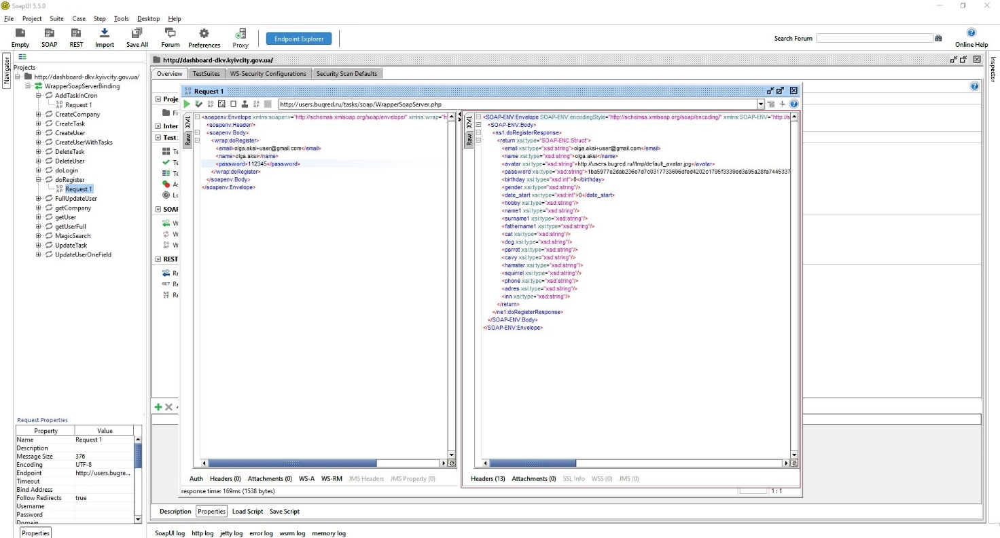 SoapUI 5.5.0
File Project Suite Case Step Tools Desktop Help
Empty SOAP REST Import Save All Forum Preferences Proxy Endpoint Explorer Search Forum Online Help
Navigator
Inspector
Projects
http://dashboard-dkv.kyivcity.gov.ua/
WrapperSoapServerBinding
AddTaskInCron
Request 1
CreateCompany
CreateTask
CreateUser
CreateUserWithTasks
DeleteTask
DeleteUser
doLogin
doRegister
Request 1
FullUpdateUser
getCompany
getUser
getUserFull
MagicSearch
UpdateTask
UpdateUserOneField
Request Properties
Property Value
Name Request 1
Description
Message Size 376
Encoding UTF-8
Endpoint http://users.bugre...
Timeout
Bind Address
Follow Redirects true
Username
Password
Domain
Properties
http://dashboard-dkv.kyivcity.gov.ua/
Overview TestSuites WS-Security Configurations Security Scan Defaults
Proje
Fi
Inter
Test
Te
Te
Te
As
Lo
SOAP
W
W
W
REST
Re
Re
Re
Request 1
http://users.bugred.ru/tasks/soap/WrapperSoapServer.php
XML
Raw
<soapenv:Envelope xmlns:soapenv="http://schemas.xmlsoap.org/soap/envelope/" xmlns:wrap="h
<soapenv:Header/>
<soapenv:Body>
<wrap:doRegister>
<email>olga.aksi+user@gmail.com</email>
<name>olga.aksi</name>
<password>112345</password>
</wrap:doRegister>
</soapenv:Body>
</soapenv:Envelope>
Auth Headers (0) Attachments (0) WS-A WS-RM JMS Headers JMS Property (0)
response time: 169ms (1538 bytes)
XML
Raw
<SOAP-ENV:Envelope SOAP-ENV:encodingStyle="http://schemas.xmlsoap.org/soap/encoding/" xmlns:SOAP-ENV="http://s
<SOAP-ENV:Body>
<ns1:doRegisterResponse>
<return xsi:type="SOAP-ENC:Struct">
<email xsi:type="xsd:string">olga.aksi+user@gmail.com</email>
<name xsi:type="xsd:string">olga.aksi</name>
<avatar xsi:type="xsd:string">http://users.bugred.ru//tmp/default_avatar.jpg</avatar>
<password xsi:type="xsd:string">1ba5977e2dab236e7d7c0317733696dfed4202c1795f3339ed3a95a28fa7445337
<birthday xsi:type="xsd:int">0</birthday>
<gender xsi:type="xsd:string"/>
<date_start xsi:type="xsd:int">0</date_start>
<hobby xsi:type="xsd:string"/>
<name1 xsi:type="xsd:string"/>
<surname1 xsi:type="xsd:string"/>
<fathername1 xsi:type="xsd:string"/>
<cat xsi:type="xsd:string"/>
<dog xsi:type="xsd:string"/>
<parrot xsi:type="xsd:string"/>
<cavy xsi:type="xsd:string"/>
<hamster xsi:type="xsd:string"/>
<squirrel xsi:type="xsd:string"/>
<phone xsi:type="xsd:string"/>
<adres xsi:type="xsd:string"/>
<inn xsi:type="xsd:string"/>
</return>
</ns1:doRegisterResponse>
</SOAP-ENV:Body>
</SOAP-ENV:Envelope>
Headers (13) Attachments (0) SSL Info WSS (0) JMS (0)
1 : 1
Description Properties Load Script Save Script
SoapUI log http log jetty log error log wsrm log memory log